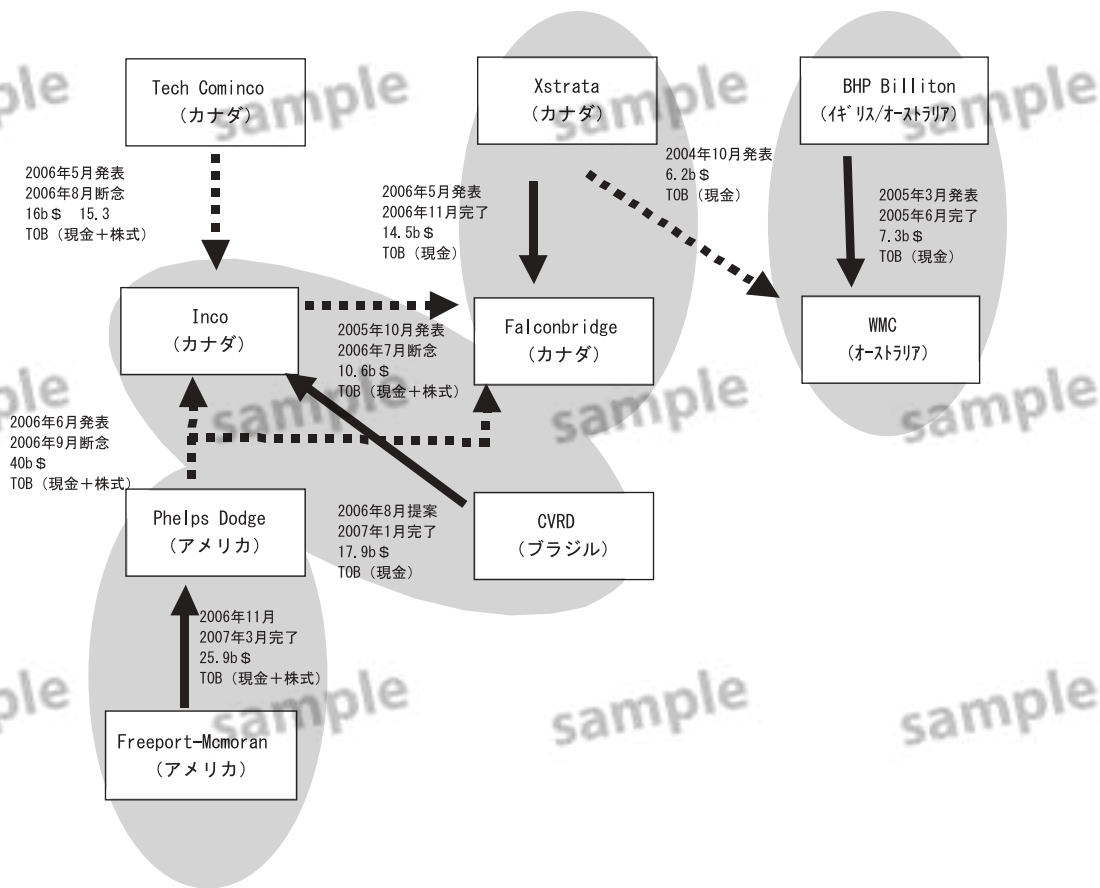 Tech Cominco
(カナダ)
Xstrata
(カナダ)
BHP Billiton
(ｲｷﾞﾘｽ/ｵｰｽﾄﾗﾘｱ)
2006年5月発表
2006年8月断念
16b＄ 15.3
TOB（現金＋株式）
2006年5月発表
2006年11月完了
14.5b＄
TOB（現金）
2004年10月発表
6.2b＄
TOB（現金）
2005年3月発表
2005年6月完了
7.3b＄
TOB（現金）
Inco
(カナダ)
2005年10月発表
2006年7月断念
10.6b＄
TOB（現金＋株式）
Falconbridge
(カナダ)
WMC
(ｵｰｽﾄﾗﾘｱ)
2006年6月発表
2006年9月断念
40b＄
TOB（現金＋株式）
Phelps Dodge
(アメリカ)
2006年8月提案
2007年1月完了
17.9b＄
TOB（現金）
CVRD
(ブラジル)
2006年11月
2007年3月完了
25.9b＄
TOB（現金＋株式）
Freeport-Mcmoran
(アメリカ)
ple sample sample sample
ple sample sample sample
ple sample sample sample